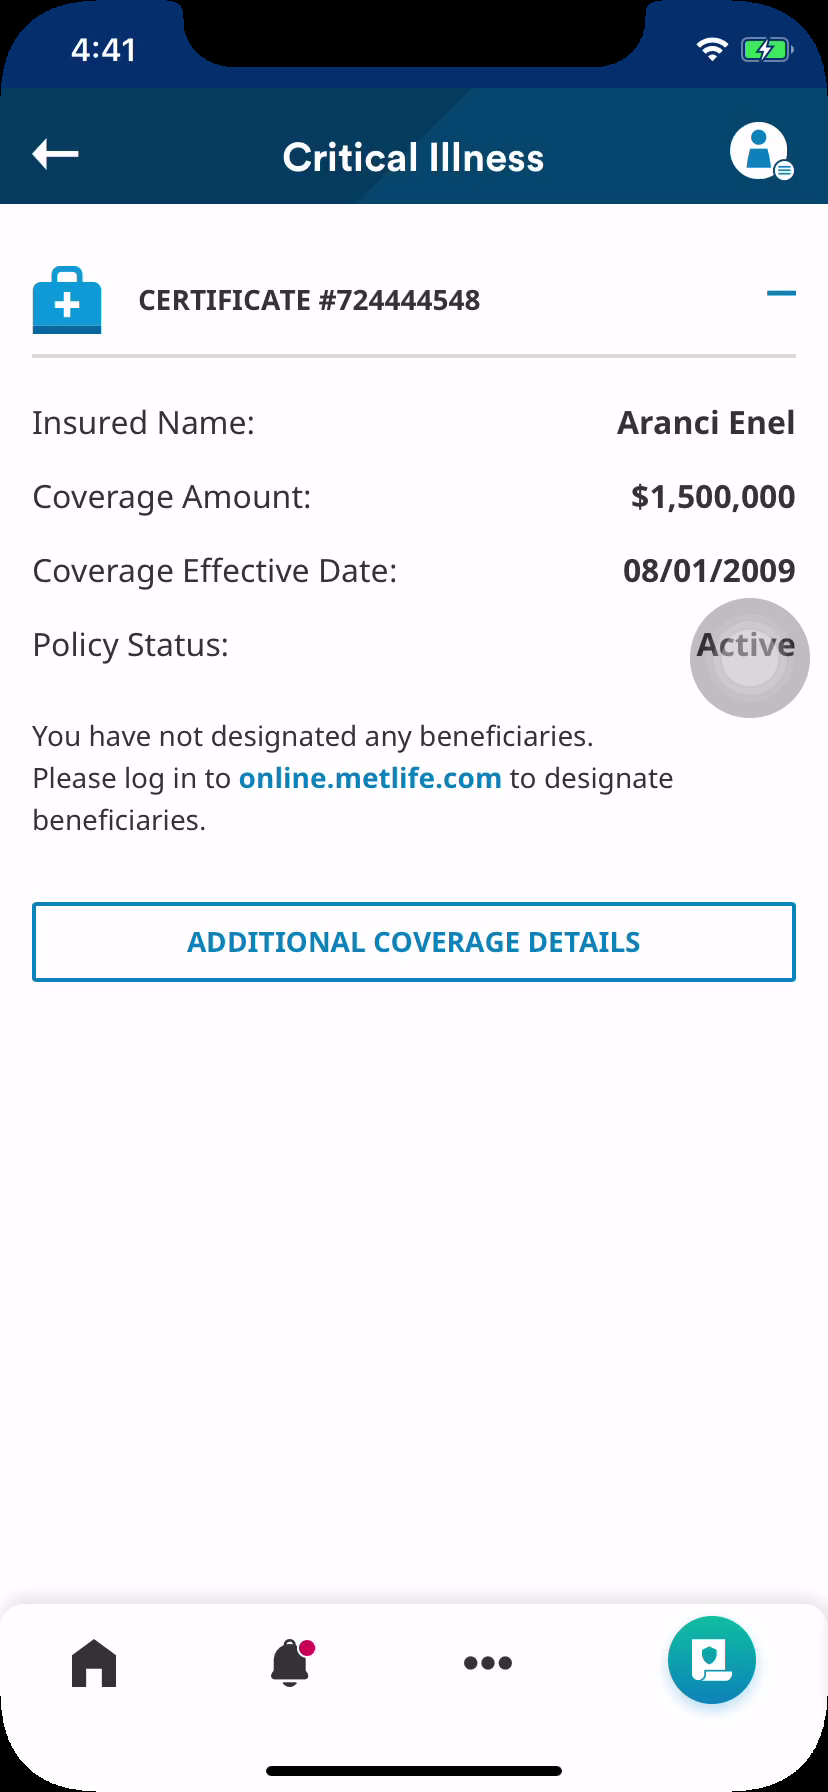 4:41
Critical Illness
CERTIFICATE #724444548
Insured Name: Aranci Enel
Coverage Amount: $1,500,000
Coverage Effective Date: 08/01/2009
Policy Status: Active
You have not designated any beneficiaries.
Please log in to online.metlife.com to designate
beneficiaries.
ADDITIONAL COVERAGE DETAILS